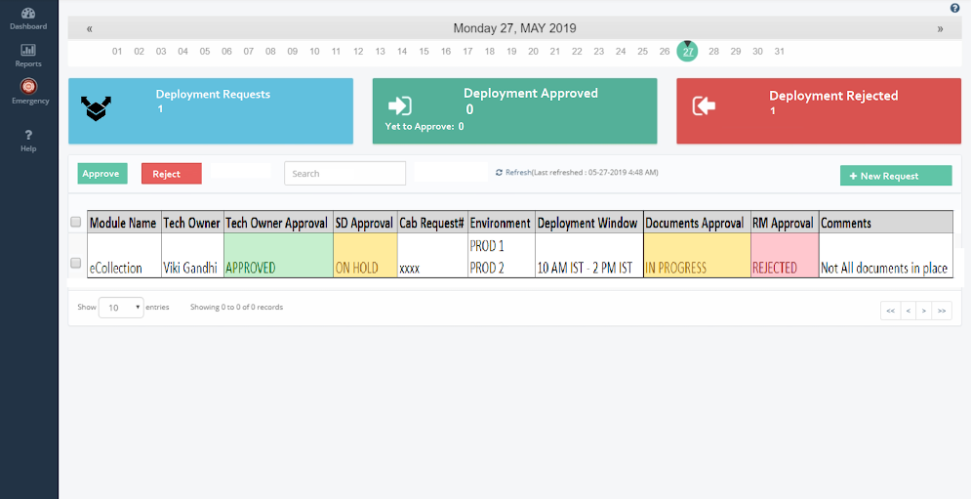 Dashboard
Reports
Emergency
?
Help
?
« Monday 27, MAY 2019 »
01 02 03 04 05 06 07 08 09 10 11 12 13 14 15 16 17 18 19 20 21 22 23 24 25 26 27 28 29 30 31
Deployment Requests
1
Deployment Approved
0
Yet to Approve: 0
Deployment Rejected
1
Approve Reject Search Refresh(Last refreshed : 05-27-2019 4:48 AM) + New Request
Module Name Tech Owner Tech Owner Approval SD Approval Cab Request# Environment Deployment Window Documents Approval RM Approval Comments
PROD 1
eCollection Viki Gandhi APPROVED ON HOLD xxxx PROD 2 10 AM IST - 2 PM IST IN PROGRESS REJECTED Not All documents in place
Show 10 entries Showing 0 to 0 of 0 records << < > >>